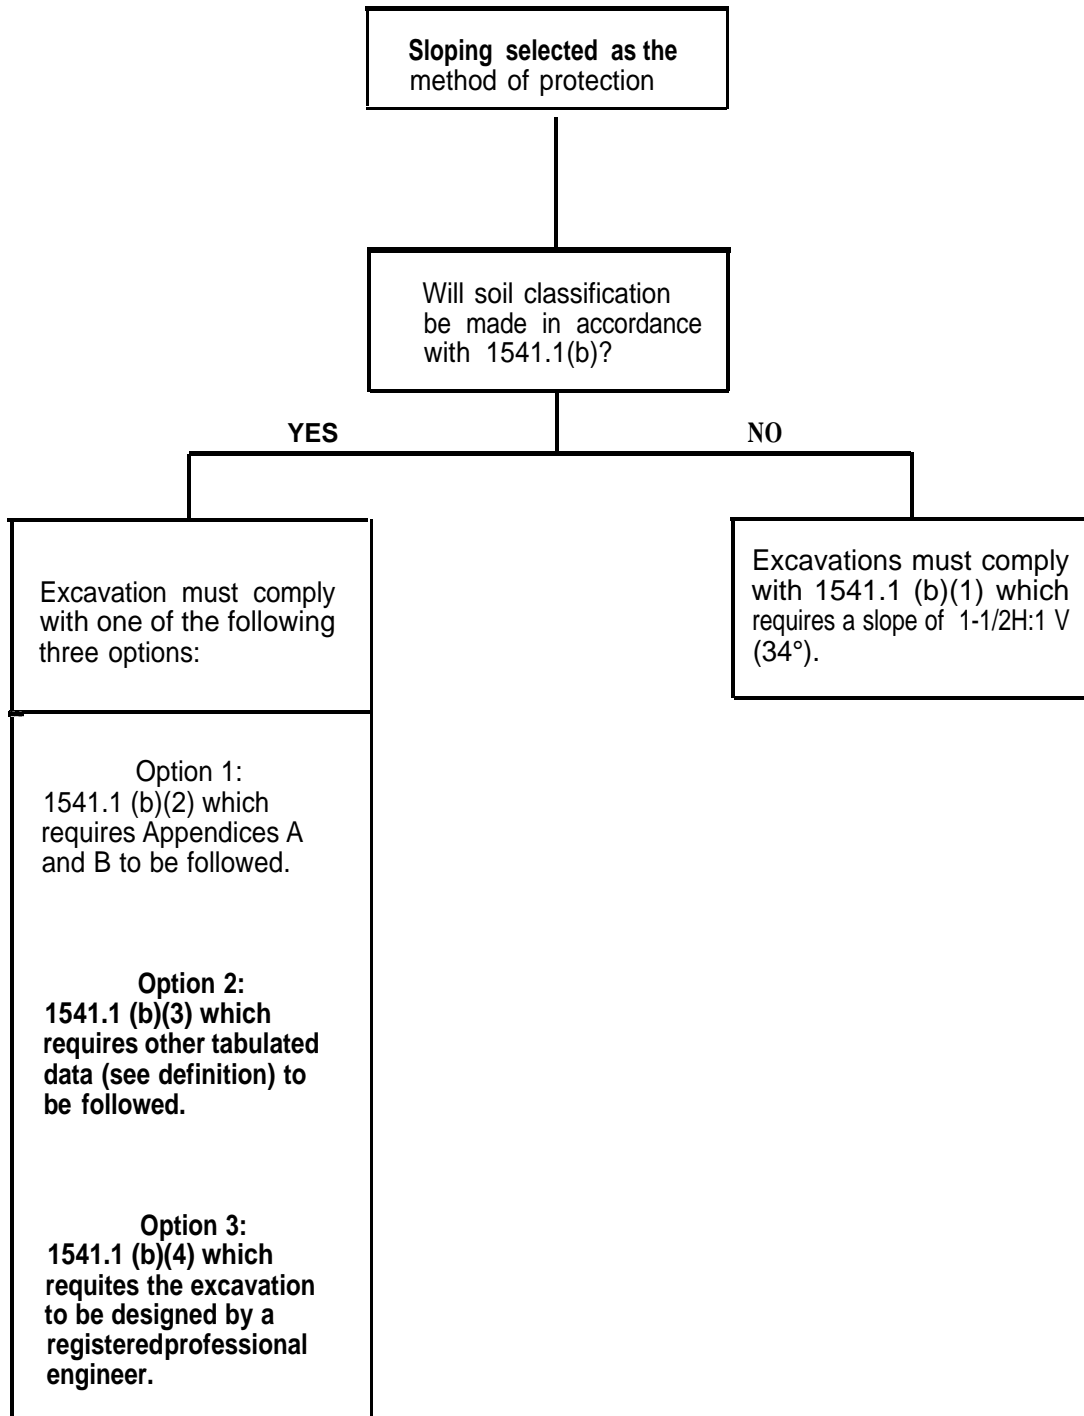 Sloping selected as the
method of protection
Will soil classification
be made in accordance
with 1541.1(b)?
YES
NO
Excavation must comply
with one of the following
three options:
Excavations must comply
with 1541.1 (b)(1) which
requires a slope of 1-1/2H:1 V
(34°).
Option 1:
1541.1 (b)(2) which
requires Appendices A
and B to be followed.
Option 2:
1541.1 (b)(3) which
requires other tabulated
data (see definition) to
be followed.
Option 3:
1541.1 (b)(4) which
requites the excavation
to be designed by a
registeredprofessional
engineer.